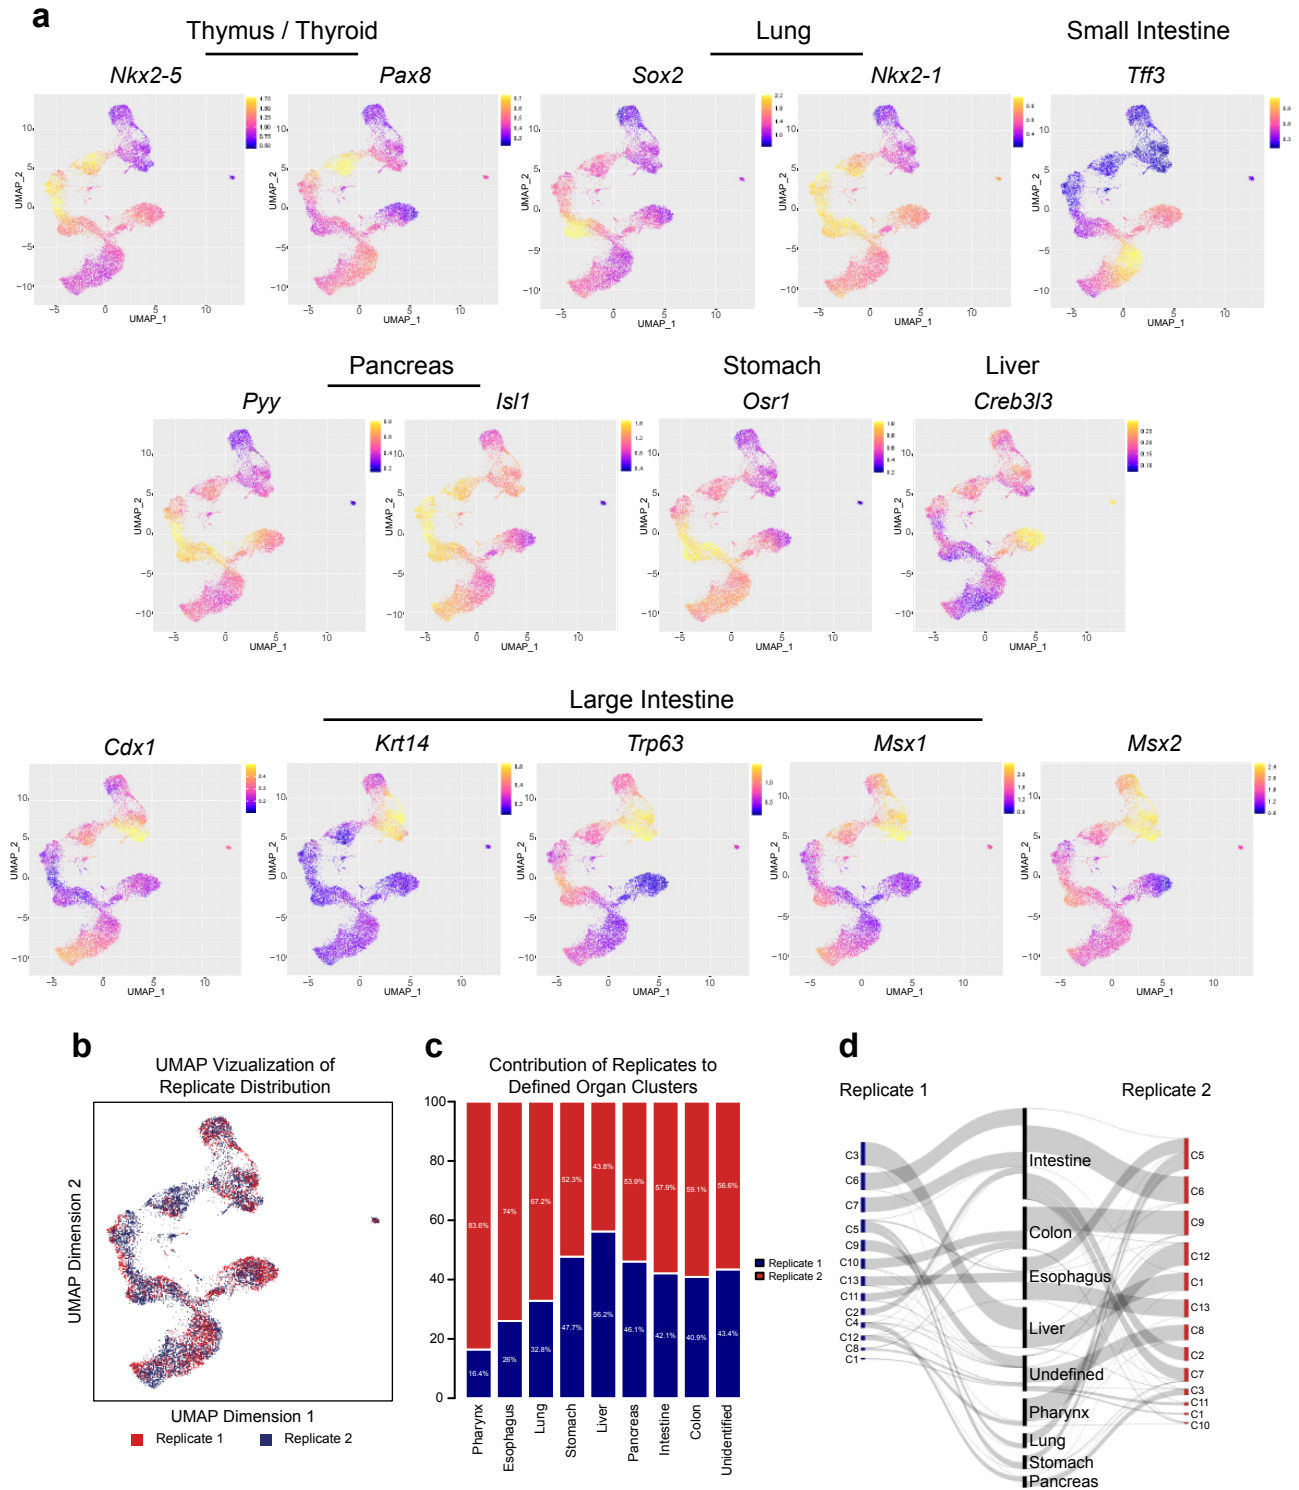 a
Thymus / Thyroid
Lung
Small Intestine
Nkx2-5
Pax8
Sox2
Nkx2-1
Tff3
UMAP_2
UMAP_1
Pancreas
Stomach
Liver
Pyy
Isl1
Osr1
Creb3l3
UMAP_2
UMAP_1
Large Intestine
Cdx1
Krt14
Trp63
Msx1
Msx2
UMAP_2
UMAP_1
b
UMAP Vizualization of
Replicate Distribution
UMAP Dimension 2
UMAP Dimension 1
Replicate 1
Replicate 2
c
Contribution of Replicates to
Defined Organ Clusters
100
80
60
40
20
0
83.6%
74%
67.2%
52.3%
43.8%
53.9%
57.9%
59.1%
56.6%
16.4%
26%
32.8%
47.7%
56.2%
46.1%
42.1%
40.9%
43.4%
Pharynx
Esophagus
Lung
Stomach
Liver
Pancreas
Intestine
Colon
Unidentified
Replicate 1
Replicate 2
d
Replicate 1
Replicate 2
C3
C6
C7
C5
C9
C10
C13
C11
C2
C4
C12
C8
C1
Intestine
Colon
Esophagus
Liver
Undefined
Pharynx
Lung
Stomach
Pancreas
C5
C6
C9
C12
C1
C13
C8
C2
C7
C3
C11
C1
C10